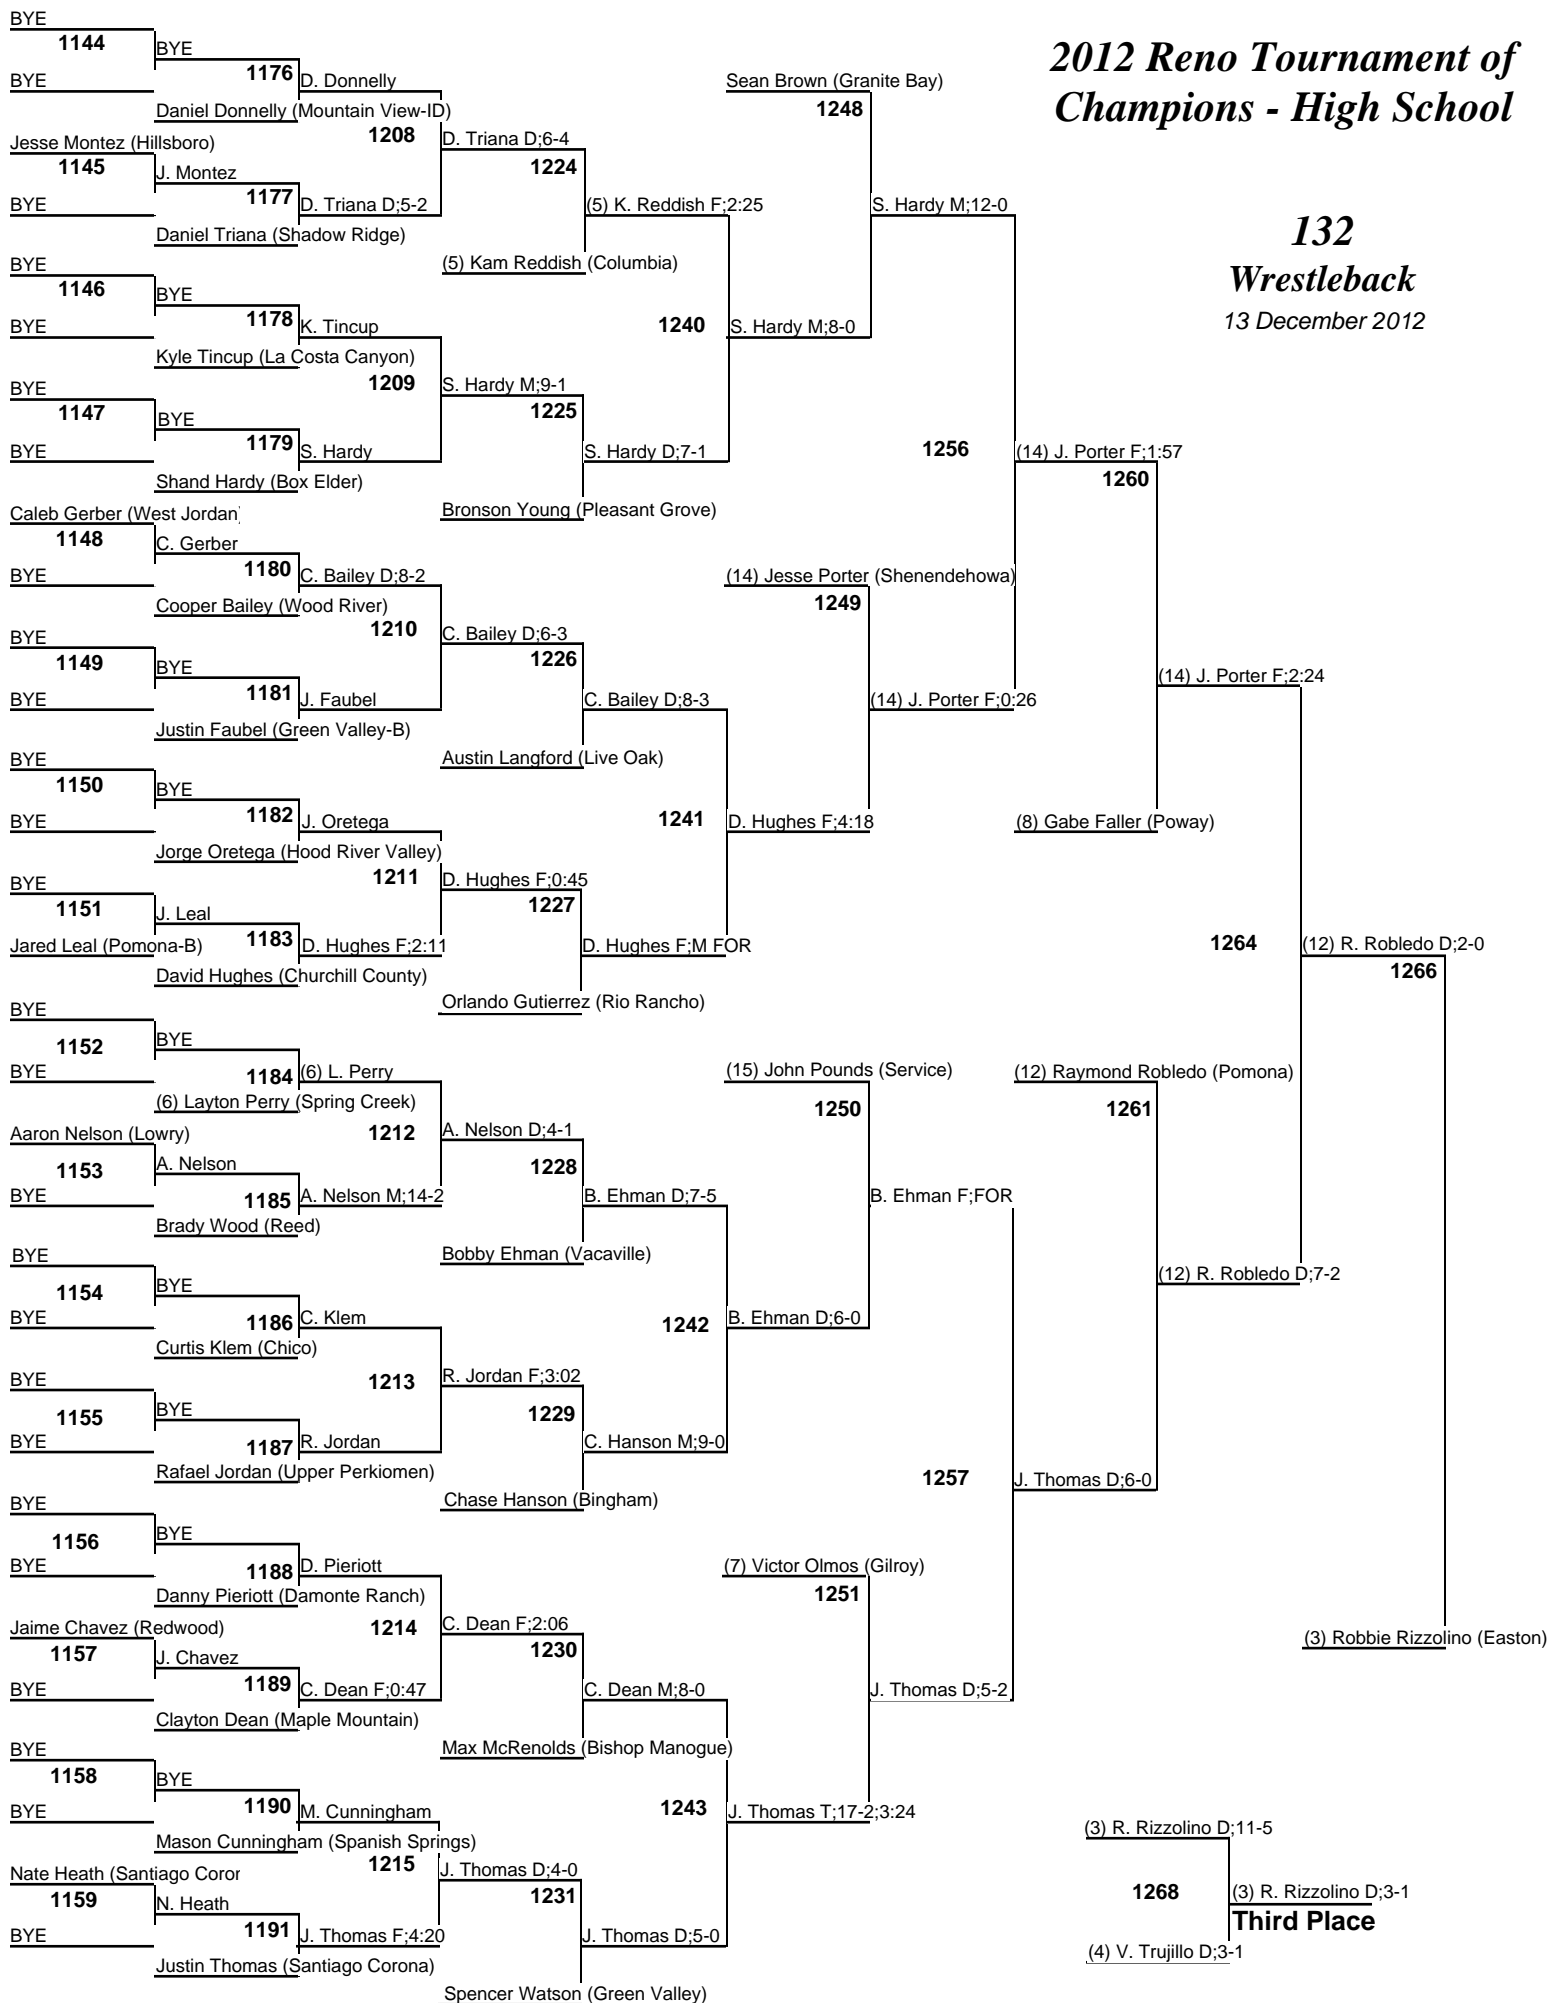 2012 Reno Tournament of
Champions - High School
132
Wrestleback
13 December 2012
BYE
1144
BYE
BYE
1176
D. Donnelly
Daniel Donnelly (Mountain View-ID)
1208
Jesse Montez (Hillsboro)
1145
J. Montez
BYE
1177
D. Triana D;5-2
Daniel Triana (Shadow Ridge)
D. Triana D;6-4
1224
(5) K. Reddish F;2:25
(5) Kam Reddish (Columbia)
BYE
1146
BYE
BYE
1178
K. Tincup
Kyle Tincup (La Costa Canyon)
1209
BYE
1147
BYE
BYE
1179
S. Hardy
Shand Hardy (Box Elder)
S. Hardy M;9-1
1225
S. Hardy D;7-1
Bronson Young (Pleasant Grove)
1240
S. Hardy M;8-0
Sean Brown (Granite Bay)
1248
S. Hardy M;12-0
Caleb Gerber (West Jordan)
1148
C. Gerber
BYE
1180
C. Bailey D;8-2
Cooper Bailey (Wood River)
1210
BYE
1149
BYE
BYE
1181
J. Faubel
Justin Faubel (Green Valley-B)
C. Bailey D;6-3
1226
C. Bailey D;8-3
Austin Langford (Live Oak)
BYE
1150
BYE
BYE
1182
J. Oretega
Jorge Oretega (Hood River Valley)
1211
BYE
1151
J. Leal
Jared Leal (Pomona-B)
1183
D. Hughes F;2:11
David Hughes (Churchill County)
D. Hughes F;0:45
1227
D. Hughes F;M FOR
Orlando Gutierrez (Rio Rancho)
1241
D. Hughes F;4:18
(14) Jesse Porter (Shenendehowa)
1249
(14) J. Porter F;0:26
1256
(14) J. Porter F;1:57
1260
(14) J. Porter F;2:24
(8) Gabe Faller (Poway)
BYE
1152
BYE
BYE
1184
(6) L. Perry
(6) Layton Perry (Spring Creek)
1212
Aaron Nelson (Lowry)
1153
A. Nelson
BYE
1185
A. Nelson M;14-2
Brady Wood (Reed)
A. Nelson D;4-1
1228
B. Ehman D;7-5
Bobby Ehman (Vacaville)
BYE
1154
BYE
BYE
1186
C. Klem
Curtis Klem (Chico)
1213
BYE
1155
BYE
BYE
1187
R. Jordan
Rafael Jordan (Upper Perkiomen)
R. Jordan F;3:02
1229
C. Hanson M;9-0
Chase Hanson (Bingham)
1242
B. Ehman D;6-0
(15) John Pounds (Service)
1250
B. Ehman F;FOR
BYE
1156
BYE
BYE
1188
D. Pieriott
Danny Pieriott (Damonte Ranch)
1214
Jaime Chavez (Redwood)
1157
J. Chavez
BYE
1189
C. Dean F;0:47
Clayton Dean (Maple Mountain)
C. Dean F;2:06
1230
C. Dean M;8-0
Max McRenolds (Bishop Manogue)
BYE
1158
BYE
BYE
1190
M. Cunningham
Mason Cunningham (Spanish Springs)
1215
Nate Heath (Santiago Coror
1159
N. Heath
BYE
1191
J. Thomas F;4:20
Justin Thomas (Santiago Corona)
J. Thomas D;4-0
1231
J. Thomas D;5-0
Spencer Watson (Green Valley)
1243
J. Thomas T;17-2;3:24
(7) Victor Olmos (Gilroy)
1251
J. Thomas D;5-2
1257
J. Thomas D;6-0
(12) Raymond Robledo (Pomona)
1261
(12) R. Robledo D;7-2
1264
(12) R. Robledo D;2-0
1266
(3) Robbie Rizzolino (Easton)
(3) R. Rizzolino D;11-5
1268
(3) R. Rizzolino D;3-1
Third Place
(4) V. Trujillo D;3-1